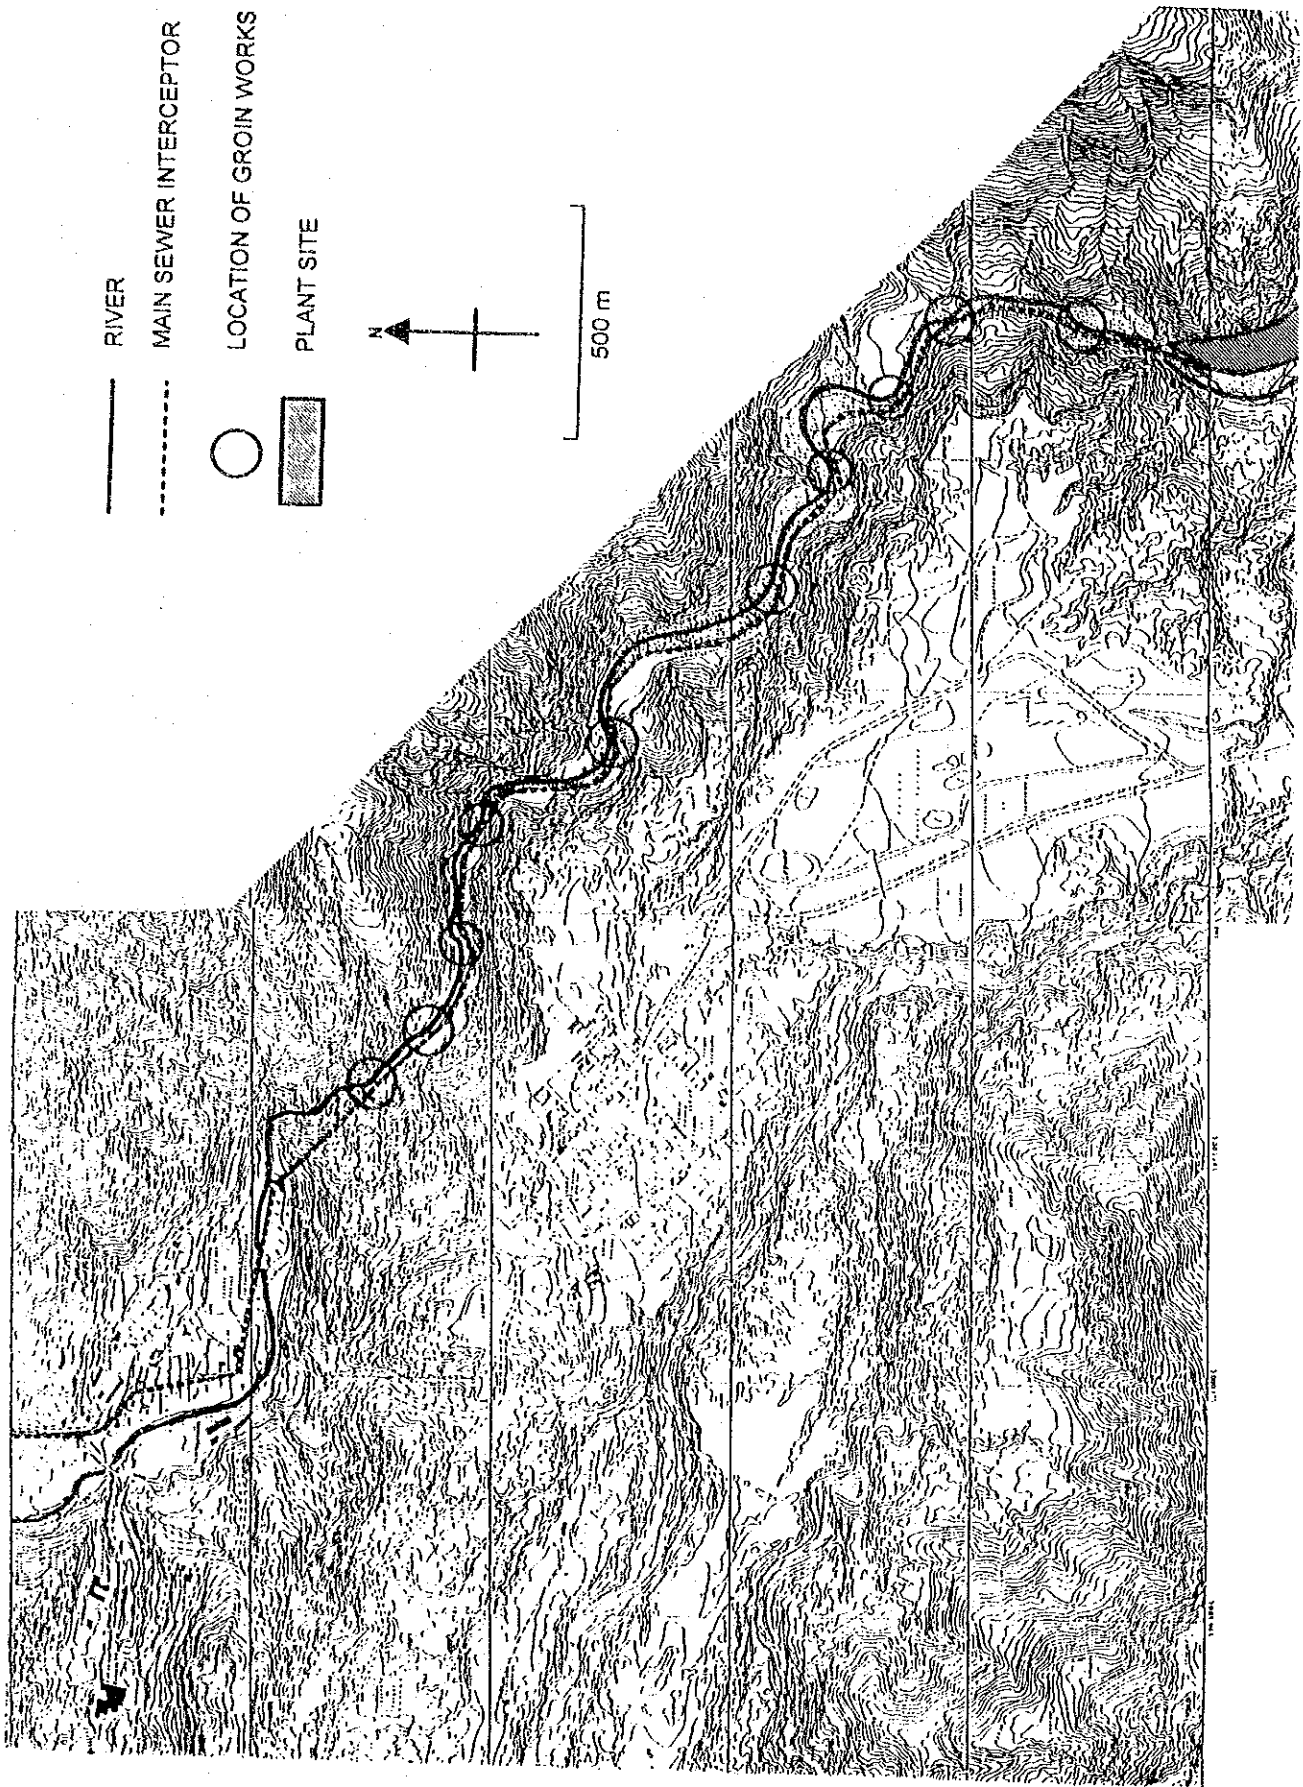 RIVER
MAIN SEWER INTERCEPTOR
LOCATION OF GROIN WORKS
PLANT SITE
N
500 m